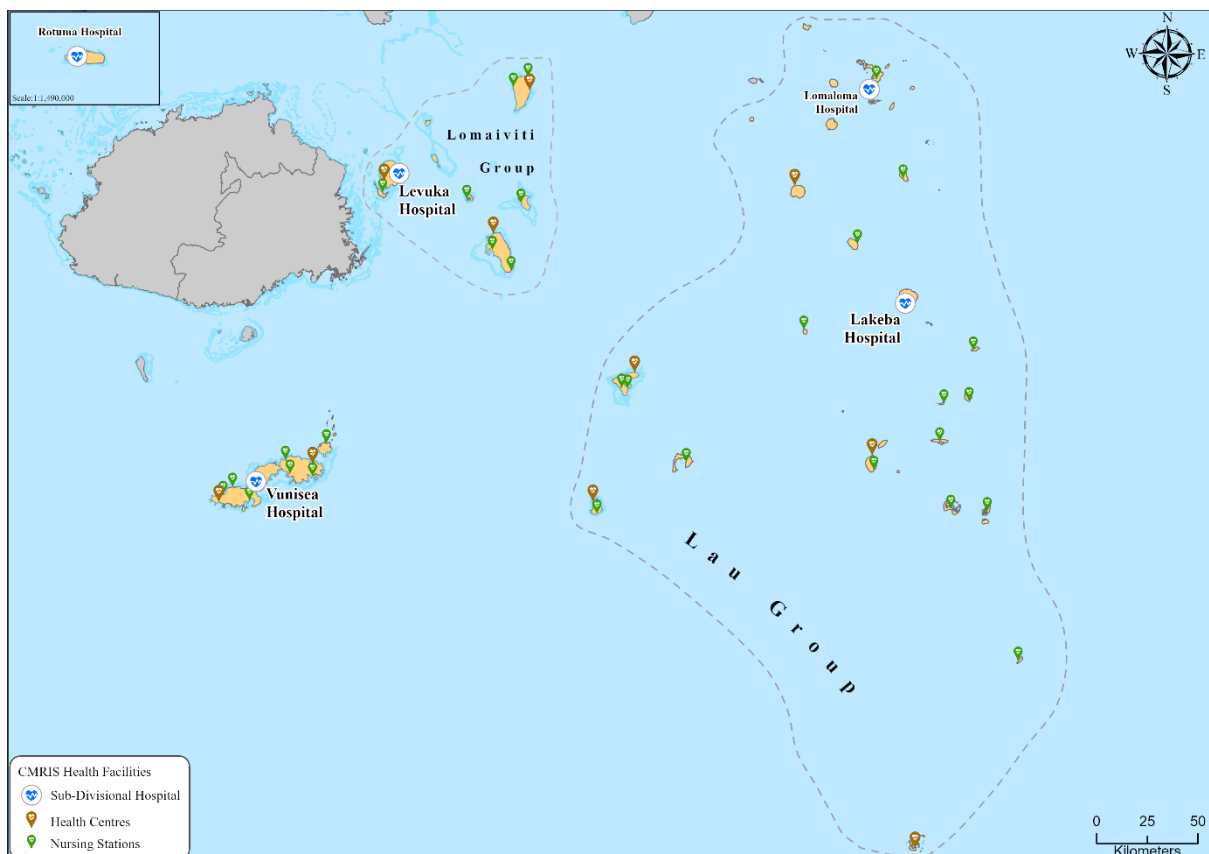 Rotuma Hospital
Scale:1:1,490,000
N
W E
S
Lomaloma
Hospital
Lomaiviti
Group
Levuka
Hospital
Lakeba
Hospital
Vunisea
Hospital
Lau Group
CMRIS Health Facilities
Sub-Divisional Hospital
Health Centres
Nursing Stations
0 25 50
Kilometers